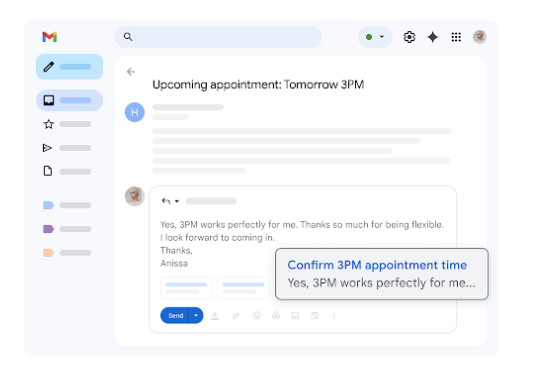 Upcoming appointment: Tomorrow 3PM
H
Yes, 3PM works perfectly for me. Thanks so much for being flexible.
I look forward to coming in.
Thanks,
Anissa
Confirm 3PM appointment time
Yes, 3PM works perfectly for me...
Send